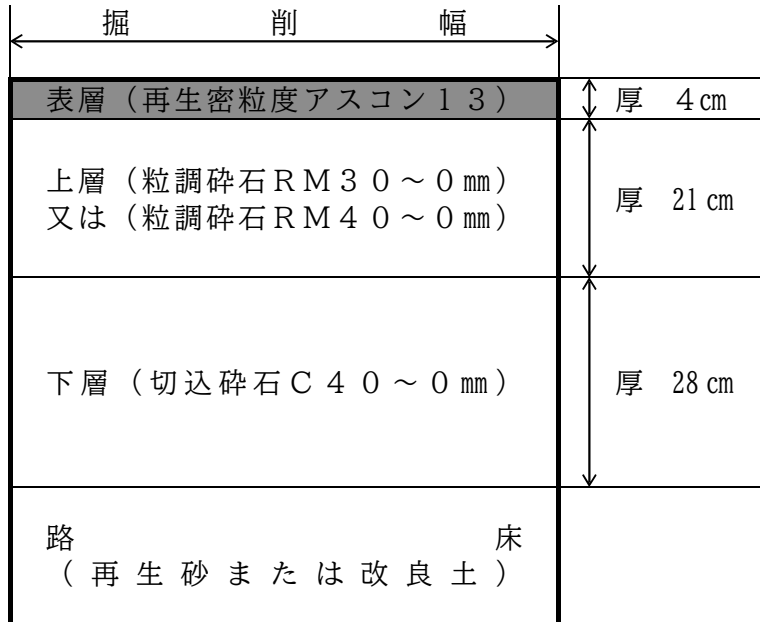 掘削幅
表層（再生密粒度アスコン１３） 厚 4cm
上層（粒調砕石ＲＭ３０～０㎜）
又は（粒調砕石ＲＭ４０～０㎜） 厚 21cm
下層（切込砕石Ｃ４０～０㎜） 厚 28cm
路床
（再生砂または改良土）